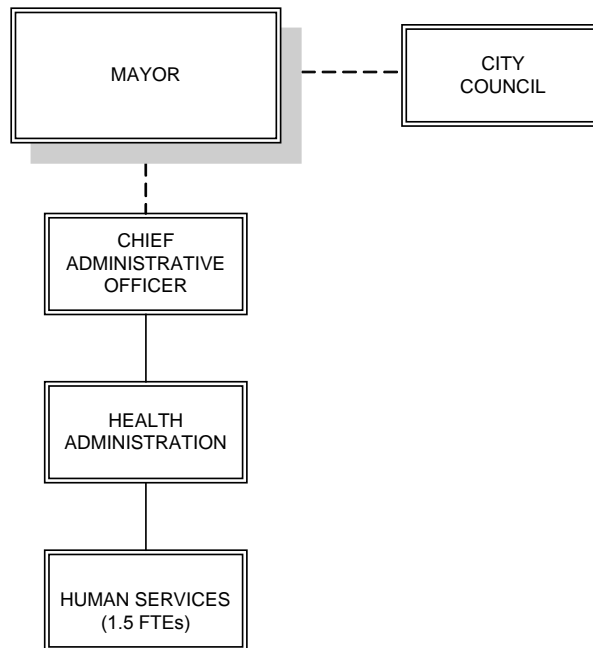 MAYOR
CITY
COUNCIL
CHIEF
ADMINISTRATIVE
OFFICER
HEALTH
ADMINISTRATION
HUMAN SERVICES
(1.5 FTEs)